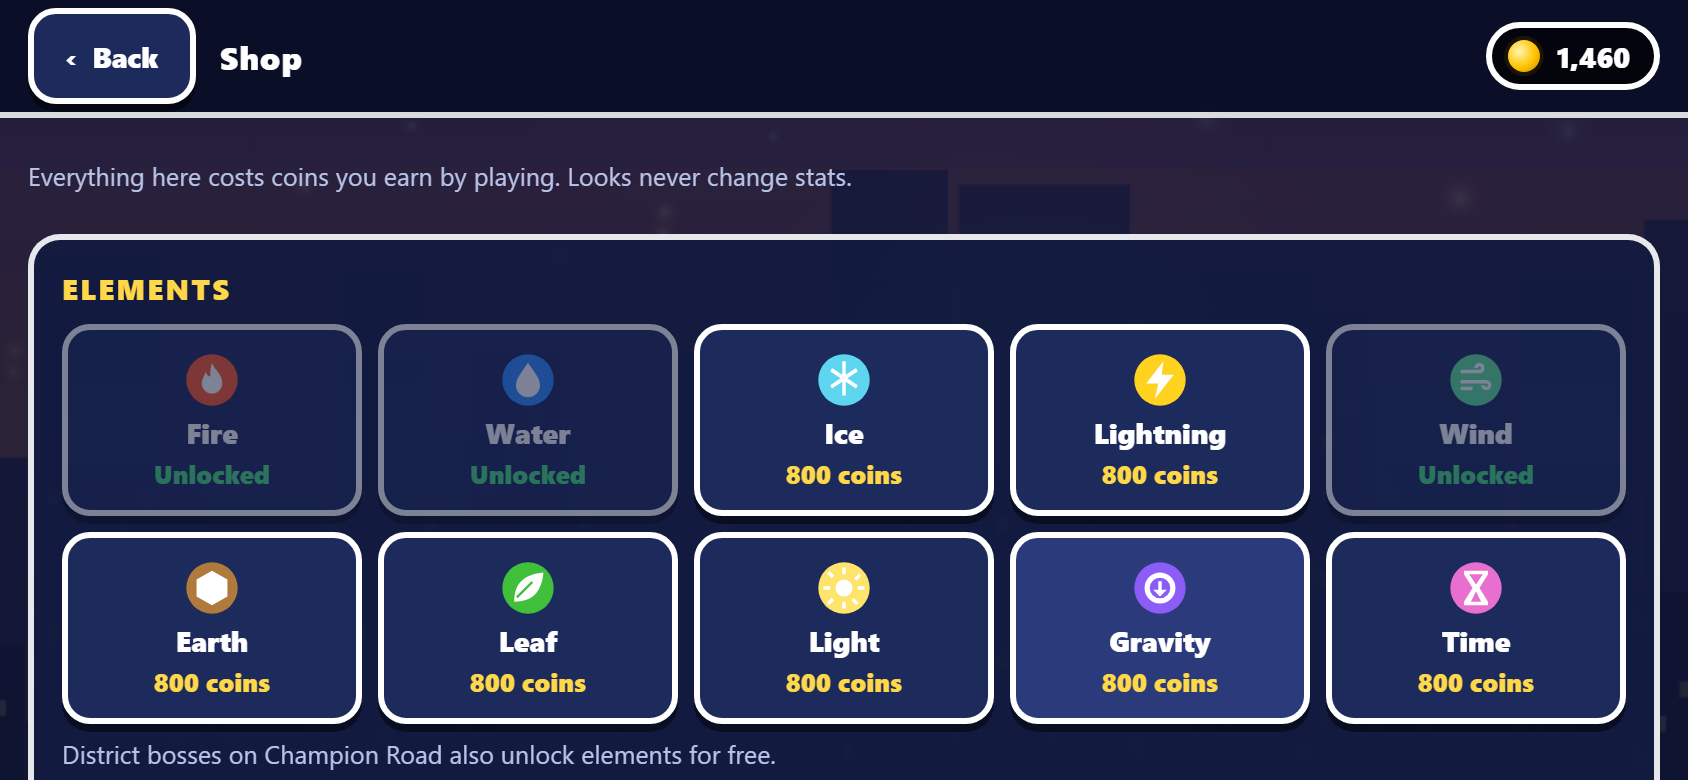 ‹ Back
Shop
1,460
Everything here costs coins you earn by playing. Looks never change stats.
ELEMENTS
Fire
Unlocked
Water
Unlocked
Ice
800 coins
Lightning
800 coins
Wind
Unlocked
Earth
800 coins
Leaf
800 coins
Light
800 coins
Gravity
800 coins
Time
800 coins
District bosses on Champion Road also unlock elements for free.